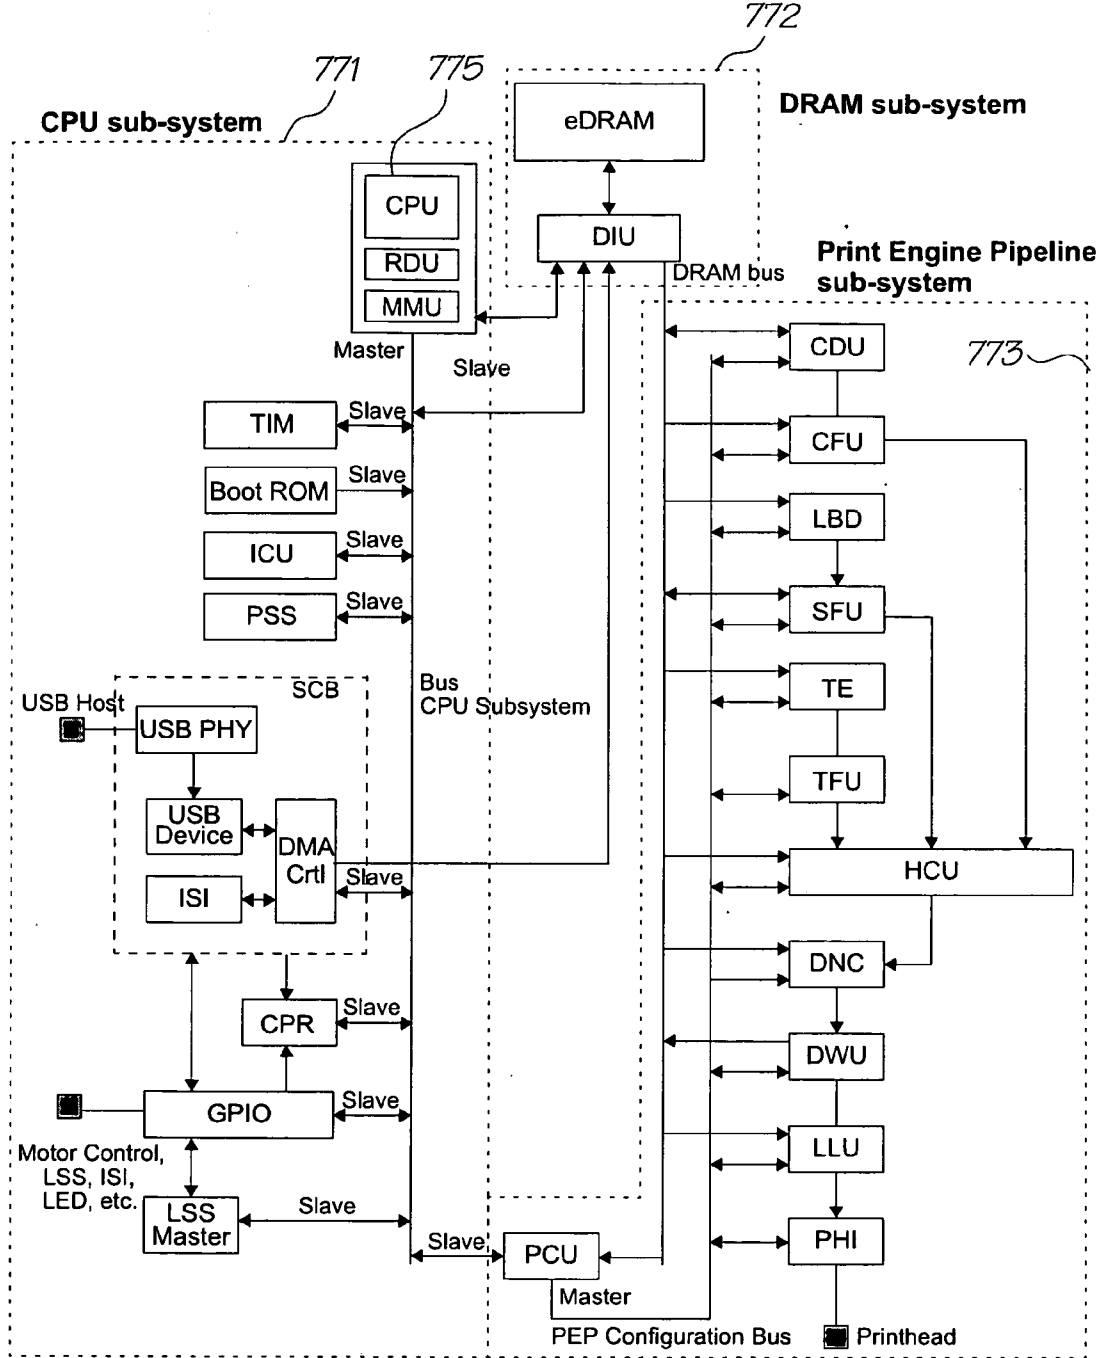 772
771
775
DRAM sub-system
CPU sub-system
eDRAM
CPU
DIU
RDU
MMU
DRAM bus
Print Engine Pipeline
sub-system
773
Master
Slave
CDU
TIM
Slave
CFU
Boot ROM
Slave
LBD
ICU
Slave
PSS
Slave
SFU
SCB
Bus
CPU Subsystem
TE
USB Host
USB PHY
TFU
USB
Device
DMA
Crtl
HCU
ISI
Slave
DNC
CPR
Slave
DWU
GPIO
Slave
Motor Control,
LSS, ISI,
LED, etc.
LLU
LSS
Master
Slave
Slave
PCU
PHI
Master
PEP Configuration Bus
Printhead